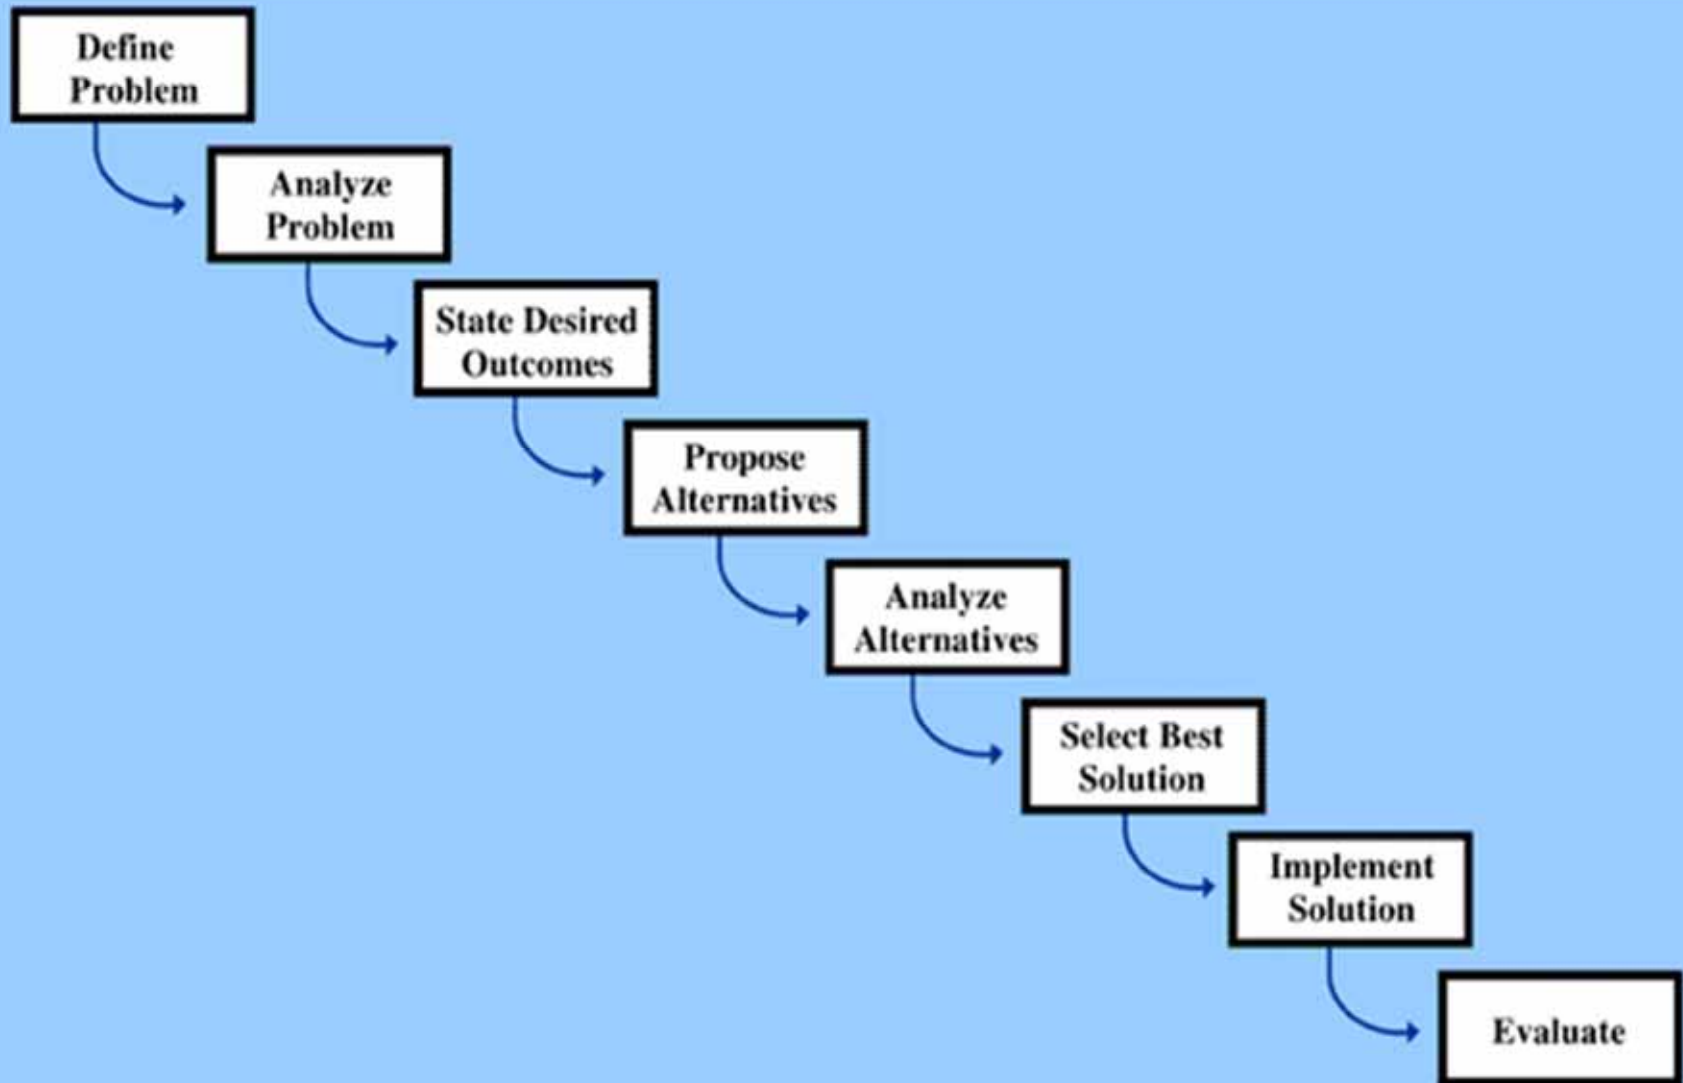 Define
Problem
Analyze
Problem
State Desired
Outcomes
Propose
Alternatives
Analyze
Alternatives
Select Best
Solution
Implement
Solution
Evaluate